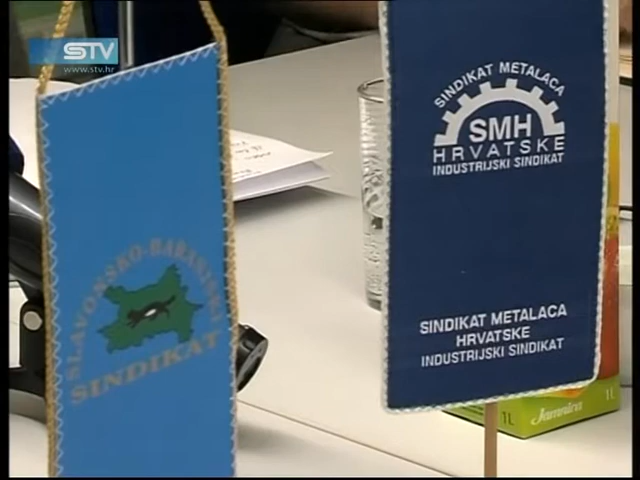 STV
www.stv.hr
SLAVONSKO-BARANJSKI
SINDIKAT
SINDIKAT METALACA
SMH
HRVATSKE
INDUSTRIJSKI SINDIKAT
SINDIKAT METALACA
HRVATSKE
INDUSTRIJSKI SINDIKAT
1L
Jamnica
1L